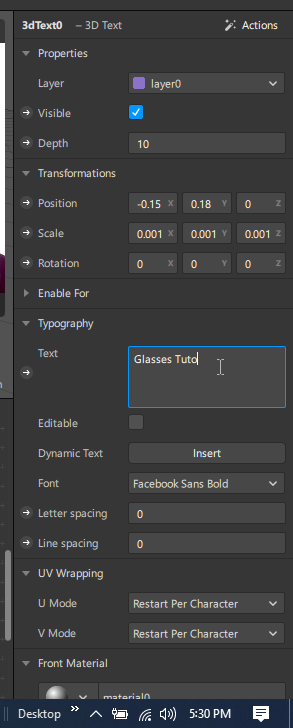 3dText0 – 3D Text Actions
Properties
Layer layer0
Visible
Depth 10
Transformations
Position -0.15 X 0.18 Y 0 Z
Scale 0.001 X 0.001 Y 0.001 Z
Rotation 0 X 0 Y 0 Z
Enable For
Typography
Text Glasses Tuto
Editable
Dynamic Text Insert
Font Facebook Sans Bold
Letter spacing 0
Line spacing 0
UV Wrapping
U Mode Restart Per Character
V Mode Restart Per Character
Front Material
material0
Desktop 5:30 PM